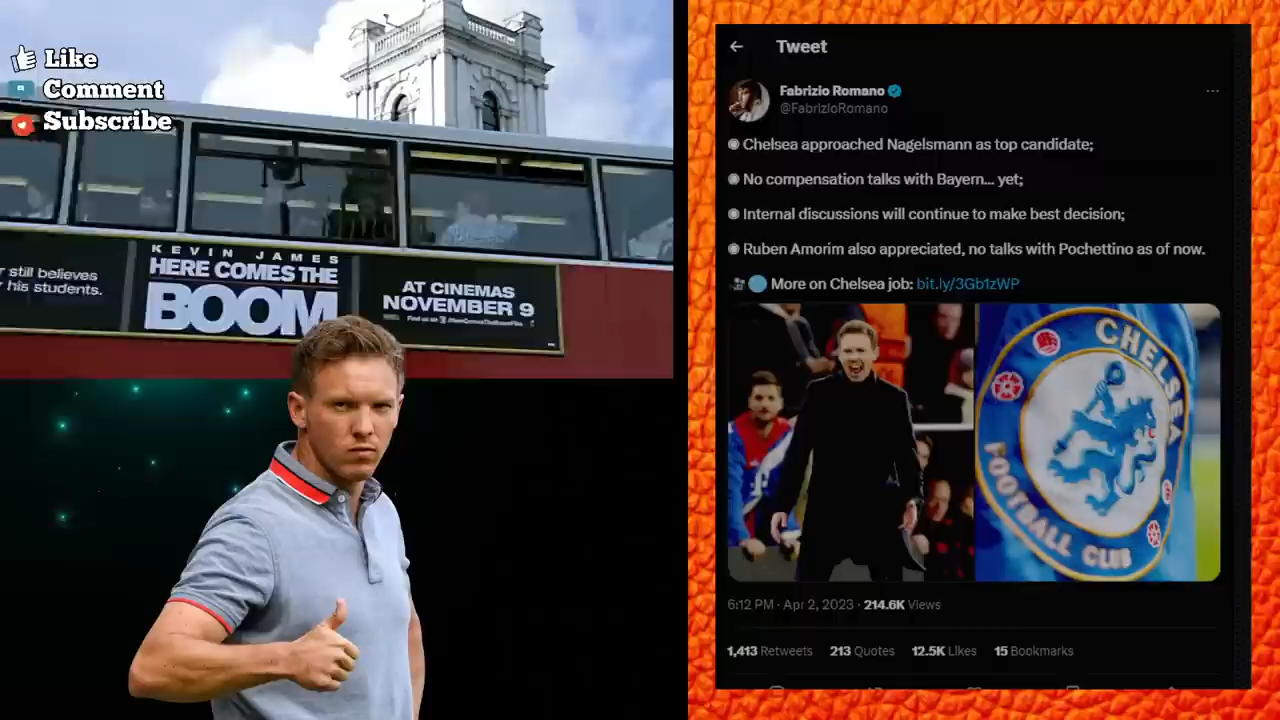 Like
Comment
Subscribe
r still believes
his students.
KEVIN JAMES
HERE COMES THE
BOOM
AT CINEMAS
NOVEMBER 9
Tweet
Fabrizio Romano
@FabrizioRomano
Chelsea approached Nagelsmann as top candidate;
No compensation talks with Bayern... yet;
Internal discussions will continue to make best decision;
Ruben Amorim also appreciated, no talks with Pochettino as of now.
More on Chelsea job: bit.ly/3Gb1zWP
CHELSEA
FOOTBALL CLUB
6:12 PM · Apr 2, 2023 · 214.6K Views
1,413 Retweets 213 Quotes 12.5K Likes 15 Bookmarks